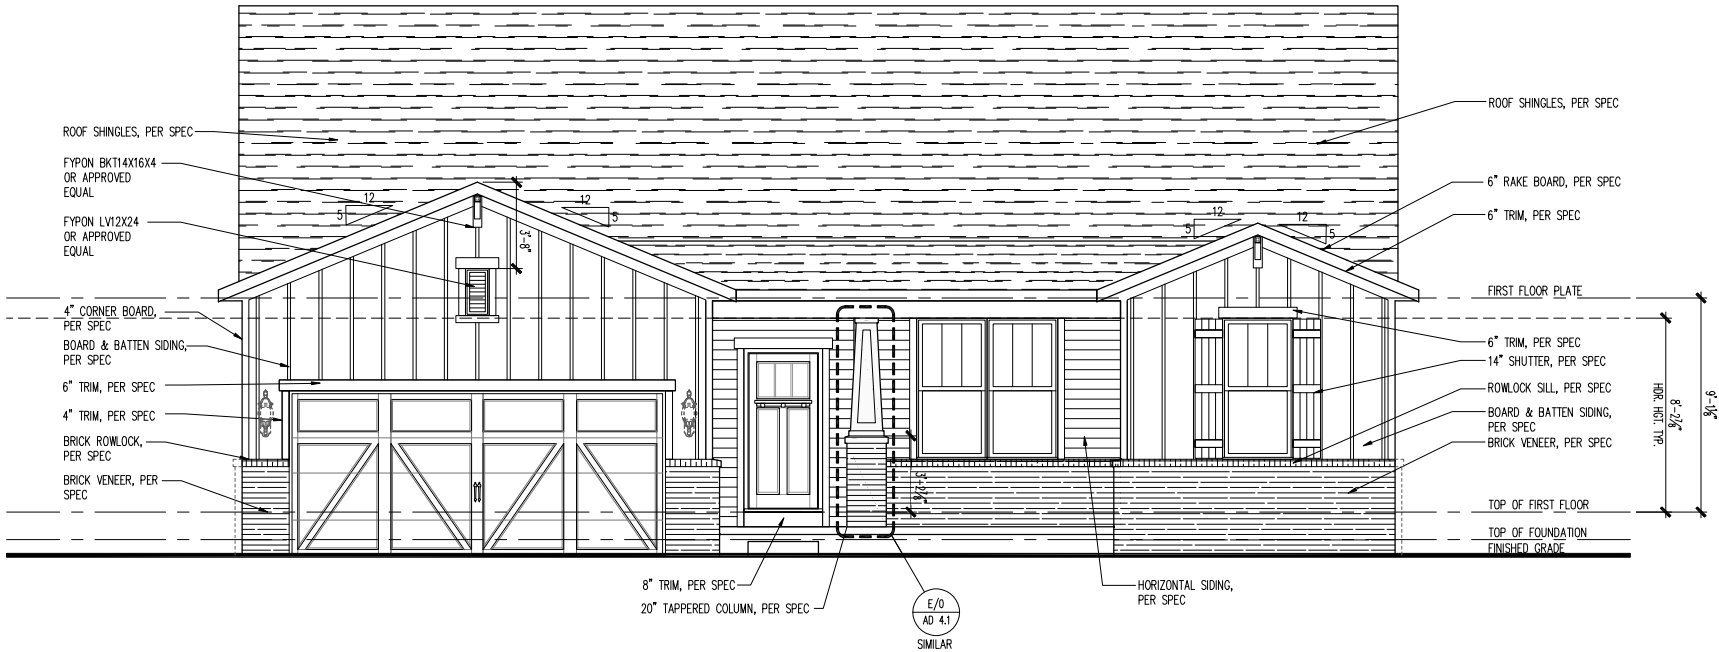 ROOF SHINGLES, PER SPEC
FYPON BKT14X16X4
OR APPROVED
EQUAL
FYPON LV12X24
OR APPROVED
EQUAL
4" CORNER BOARD,
PER SPEC
BOARD & BATTEN SIDING,
PER SPEC
6" TRIM, PER SPEC
4" TRIM, PER SPEC
BRICK ROWLOCK,
PER SPEC
BRICK VENEER, PER
SPEC
12
5
12
5
3'-8"
12
5
12
5
3'-2⅞"
8" TRIM, PER SPEC
20" TAPPERED COLUMN, PER SPEC
E/0
AD 4.1
SIMILAR
HORIZONTAL SIDING,
PER SPEC
ROOF SHINGLES, PER SPEC
6" RAKE BOARD, PER SPEC
6" TRIM, PER SPEC
FIRST FLOOR PLATE
6" TRIM, PER SPEC
14" SHUTTER, PER SPEC
ROWLOCK SILL, PER SPEC
BOARD & BATTEN SIDING,
PER SPEC
BRICK VENEER, PER SPEC
TOP OF FIRST FLOOR
TOP OF FOUNDATION
FINISHED GRADE
8'-2⅞"
HDR. HGT. TYP.
9'-1⅛"